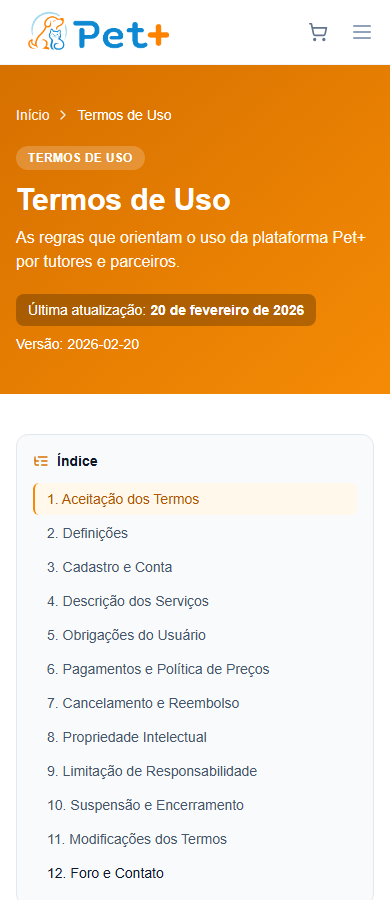 Pet+
Início > Termos de Uso
TERMOS DE USO
Termos de Uso
As regras que orientam o uso da plataforma Pet+
por tutores e parceiros.
Última atualização: 20 de fevereiro de 2026
Versão: 2026-02-20
Índice
1. Aceitação dos Termos
2. Definições
3. Cadastro e Conta
4. Descrição dos Serviços
5. Obrigações do Usuário
6. Pagamentos e Política de Preços
7. Cancelamento e Reembolso
8. Propriedade Intelectual
9. Limitação de Responsabilidade
10. Suspensão e Encerramento
11. Modificações dos Termos
12. Foro e Contato